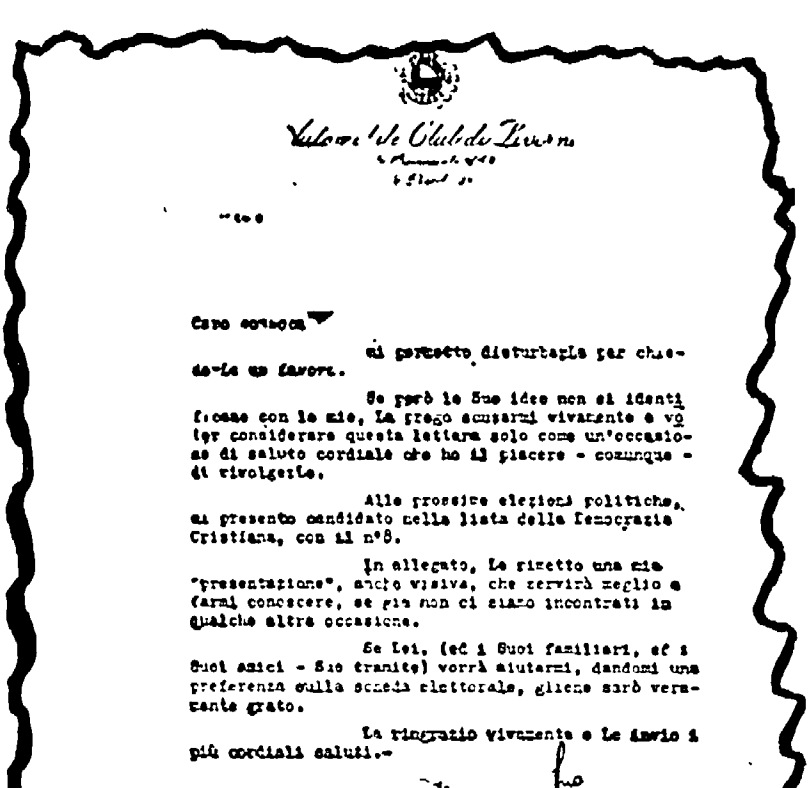 Automobile Club di Livorno
Caro
mi permetto disturbarLa per chie-
derLe un favore.
Se però le Sue idee non si identi
ficano con le mie, La prego scusarmi vivamente e vo
ler considerare questa lettera solo come un'occasio-
ne di saluto cordiale che ho il piacere - comunque -
di rivolgerLe.
Alle prossime elezioni politiche,
mi presento candidato nella lista della Democrazia
Cristiana, con il n°8.
In allegato, Le rimetto una mia
"presentazione", anche visiva, che servirà meglio a
farmi conoscere, se già non ci siamo incontrati in
qualche altra occasione.
Se Lei, (ed i Suoi familiari, ed i
Suoi amici - Suo tramite) vorrà aiutarmi, dandomi una
preferenza sulla scheda elettorale, gliene sarò vera-
mente grato.
La ringrazio vivamente e Le invio i
più cordiali saluti.-